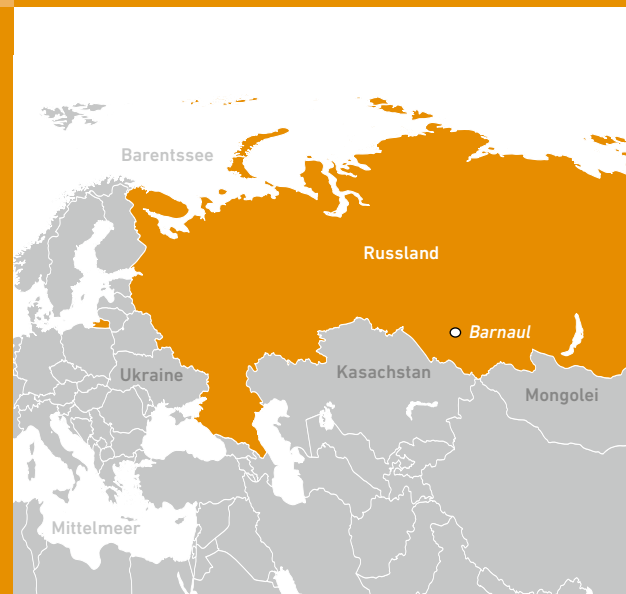 Barentssee
Russland
Barnaul
Kasachstan
Ukraine
Mongolei
Mittelmeer